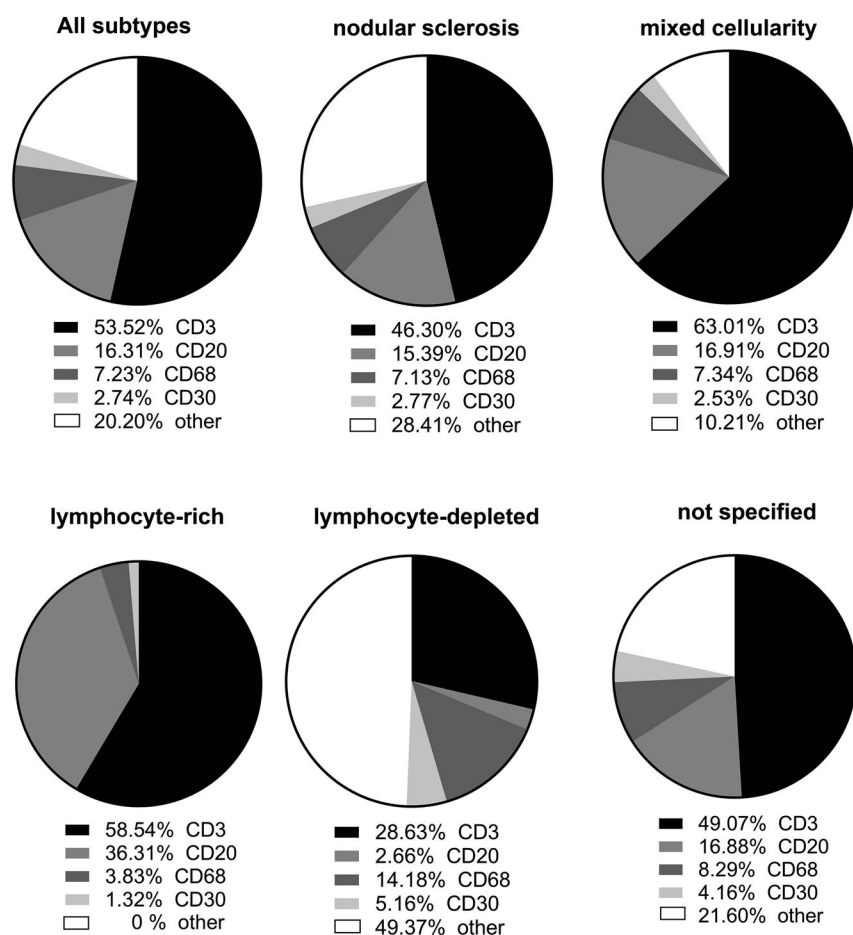 All subtypes
53.52% CD3
16.31% CD20
7.23% CD68
2.74% CD30
20.20% other
nodular sclerosis
46.30% CD3
15.39% CD20
7.13% CD68
2.77% CD30
28.41% other
mixed cellularity
63.01% CD3
16.91% CD20
7.34% CD68
2.53% CD30
10.21% other
lymphocyte-rich
58.54% CD3
36.31% CD20
3.83% CD68
1.32% CD30
0 % other
lymphocyte-depleted
28.63% CD3
2.66% CD20
14.18% CD68
5.16% CD30
49.37% other
not specified
49.07% CD3
16.88% CD20
8.29% CD68
4.16% CD30
21.60% other